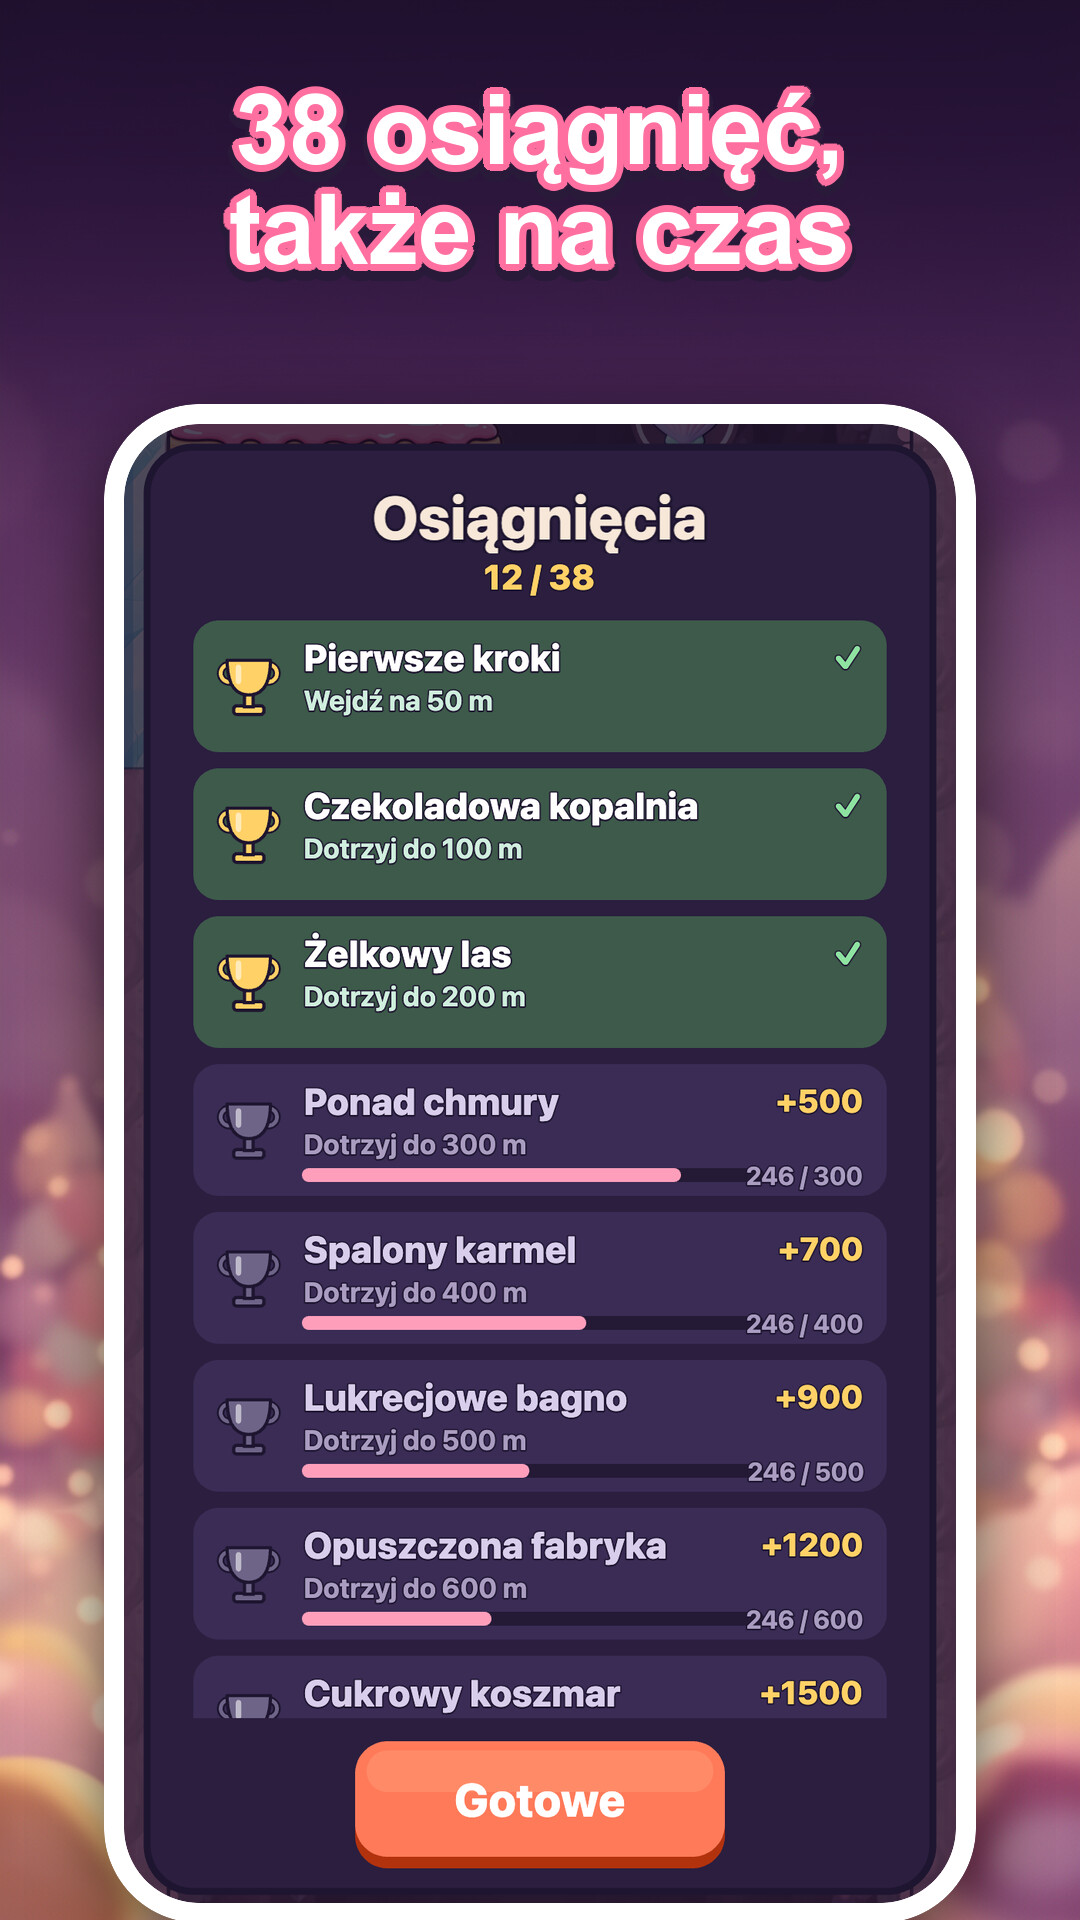 38 osiągnięć,
także na czas
Osiągnięcia
12 / 38
Pierwsze kroki
Wejdź na 50 m
Czekoladowa kopalnia
Dotrzyj do 100 m
Żelkowy las
Dotrzyj do 200 m
Ponad chmury +500
Dotrzyj do 300 m
246 / 300
Spalony karmel +700
Dotrzyj do 400 m
246 / 400
Lukrecjowe bagno +900
Dotrzyj do 500 m
246 / 500
Opuszczona fabryka +1200
Dotrzyj do 600 m
246 / 600
Cukrowy koszmar +1500
Gotowe